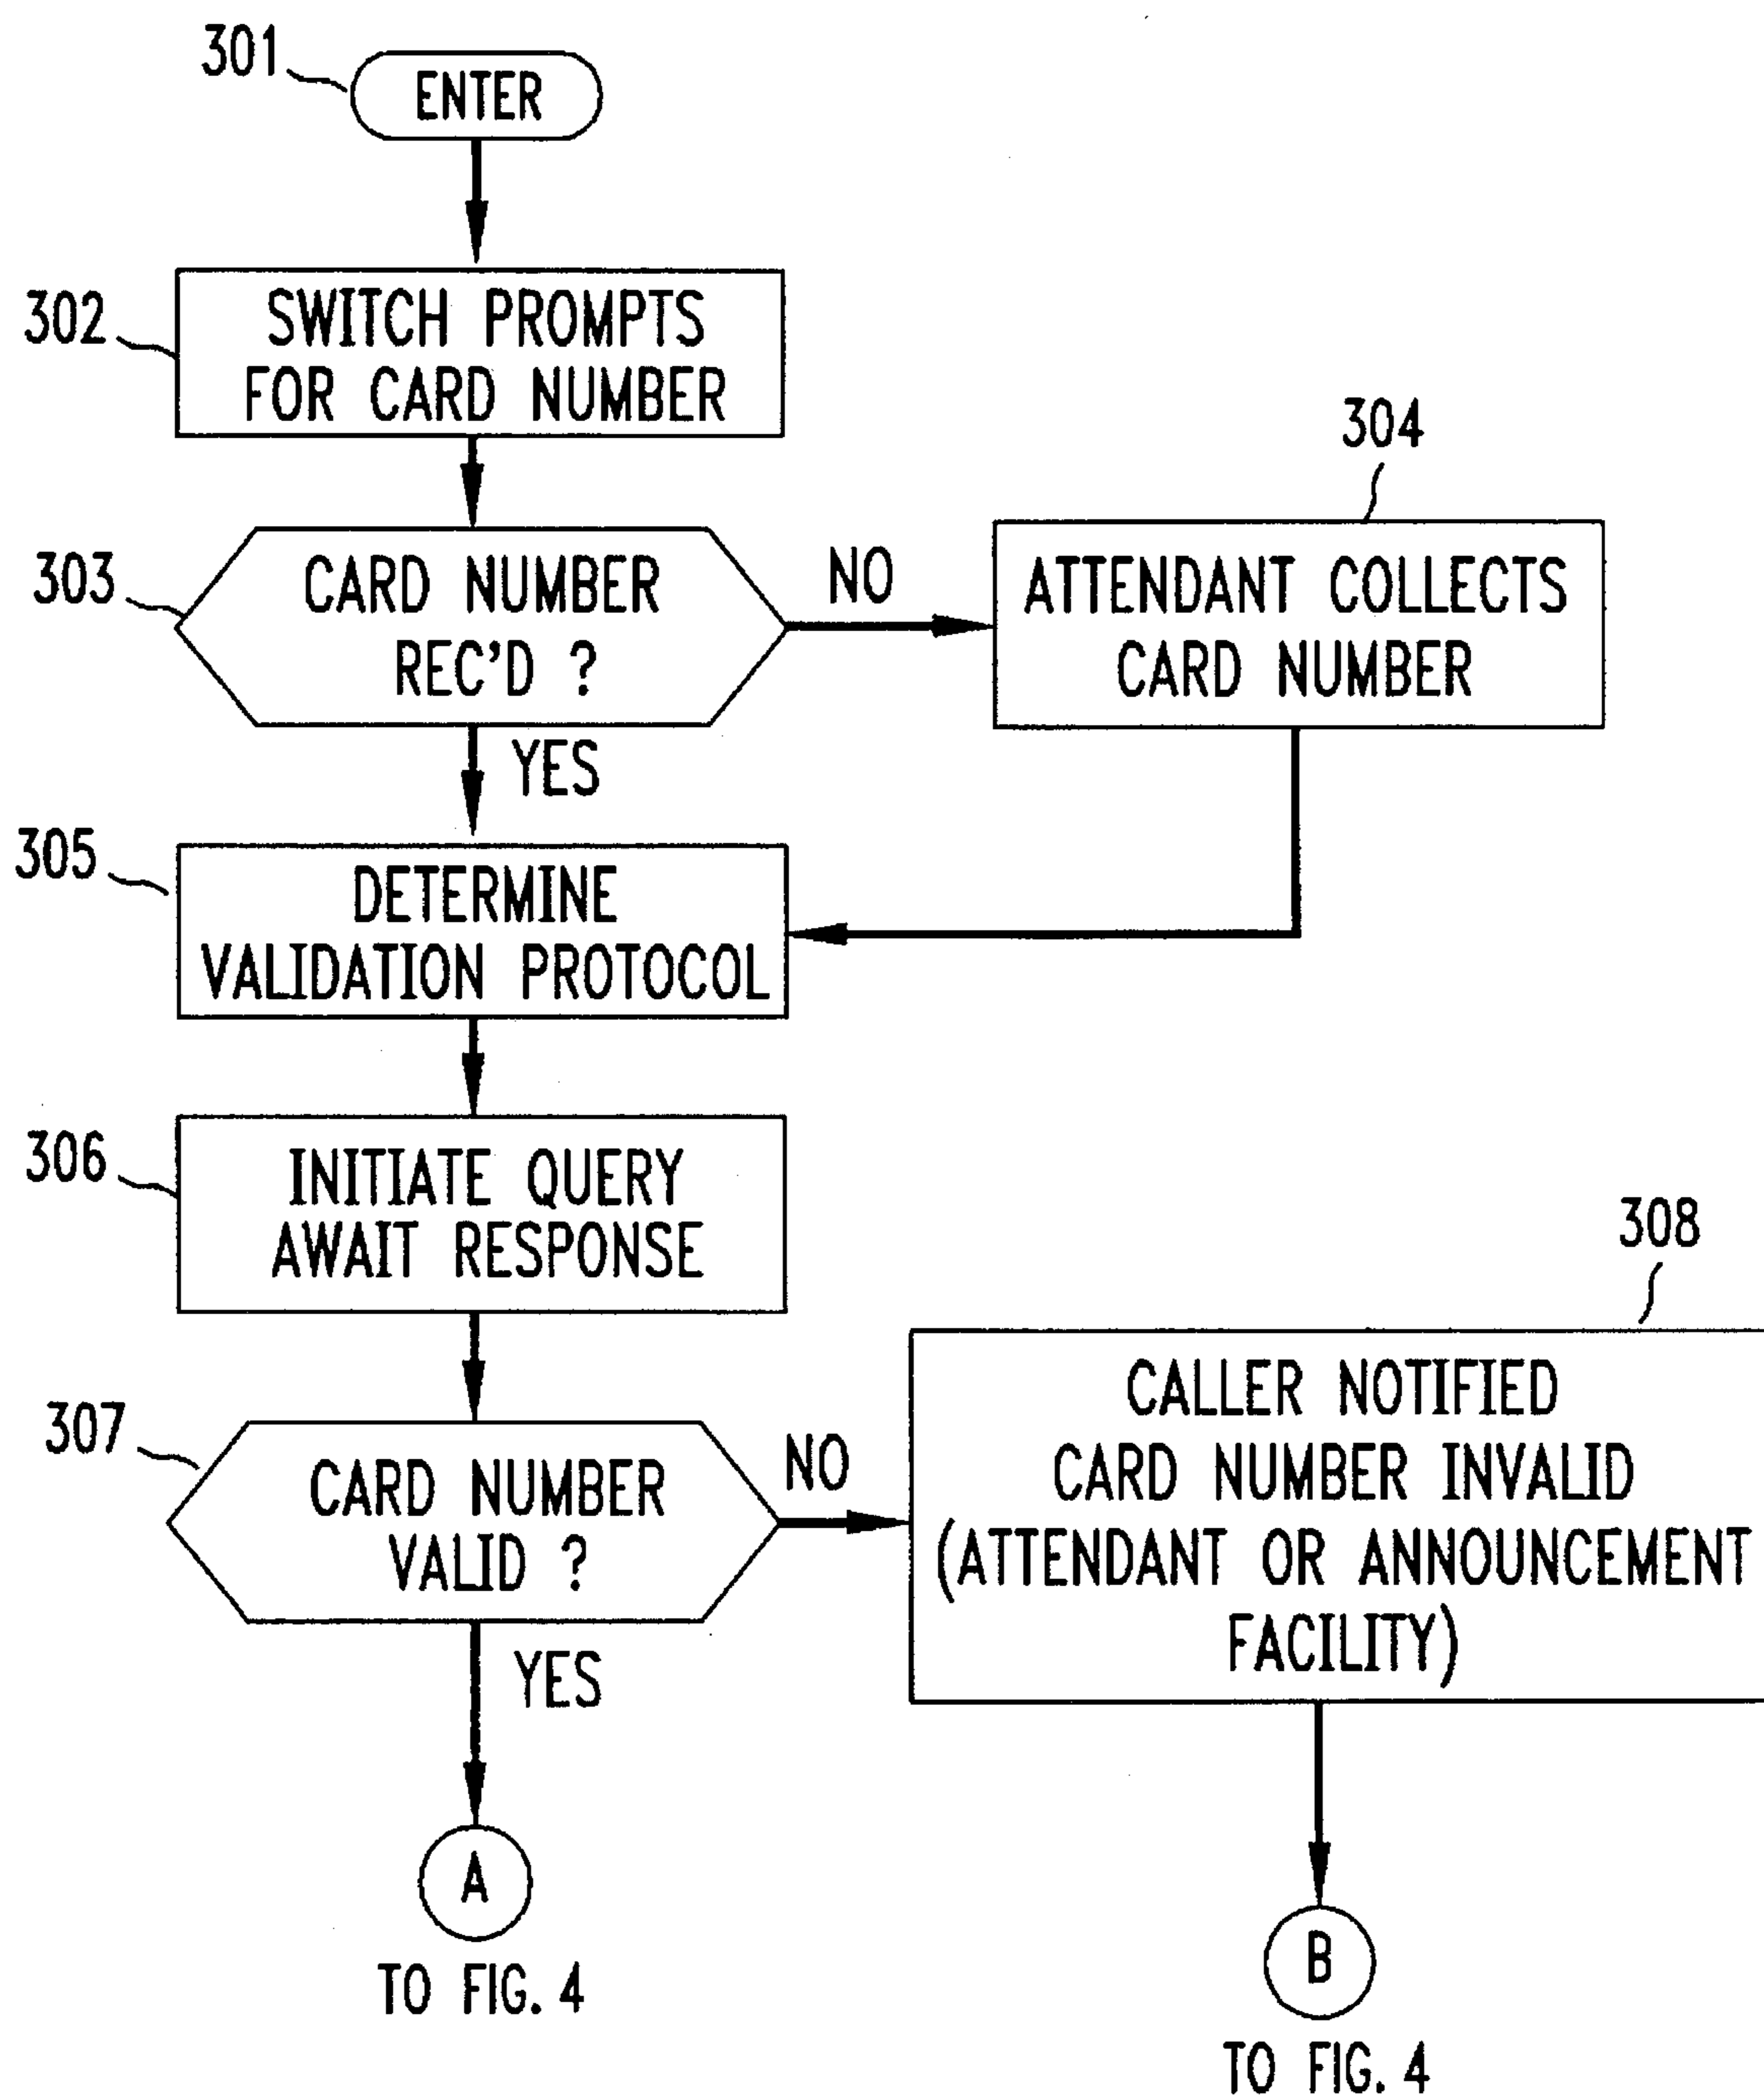 301
ENTER
302
SWITCH PROMPTS
FOR CARD NUMBER
303
CARD NUMBER
REC'D ?
NO
304
ATTENDANT COLLECTS
CARD NUMBER
YES
305
DETERMINE
VALIDATION PROTOCOL
306
INITIATE QUERY
AWAIT RESPONSE
307
CARD NUMBER
VALID ?
NO
308
CALLER NOTIFIED
CARD NUMBER INVALID
(ATTENDANT OR ANNOUNCEMENT
FACILITY)
YES
A
TO FIG. 4
B
TO FIG. 4